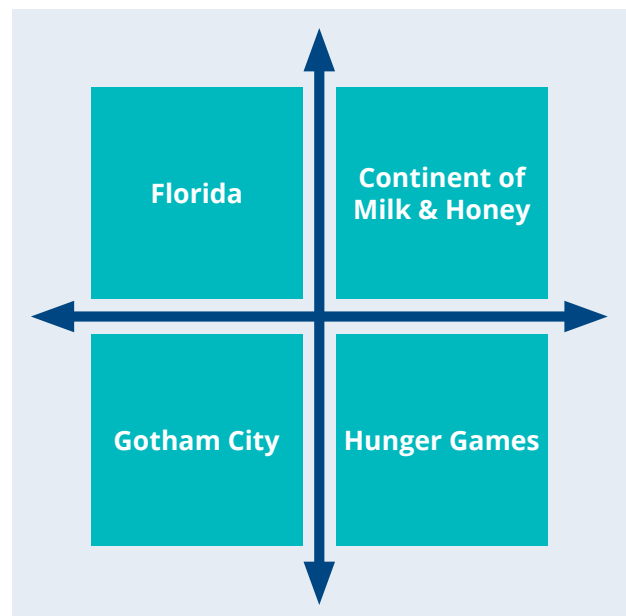 Florida
Continent of
Milk & Honey
Gotham City
Hunger Games